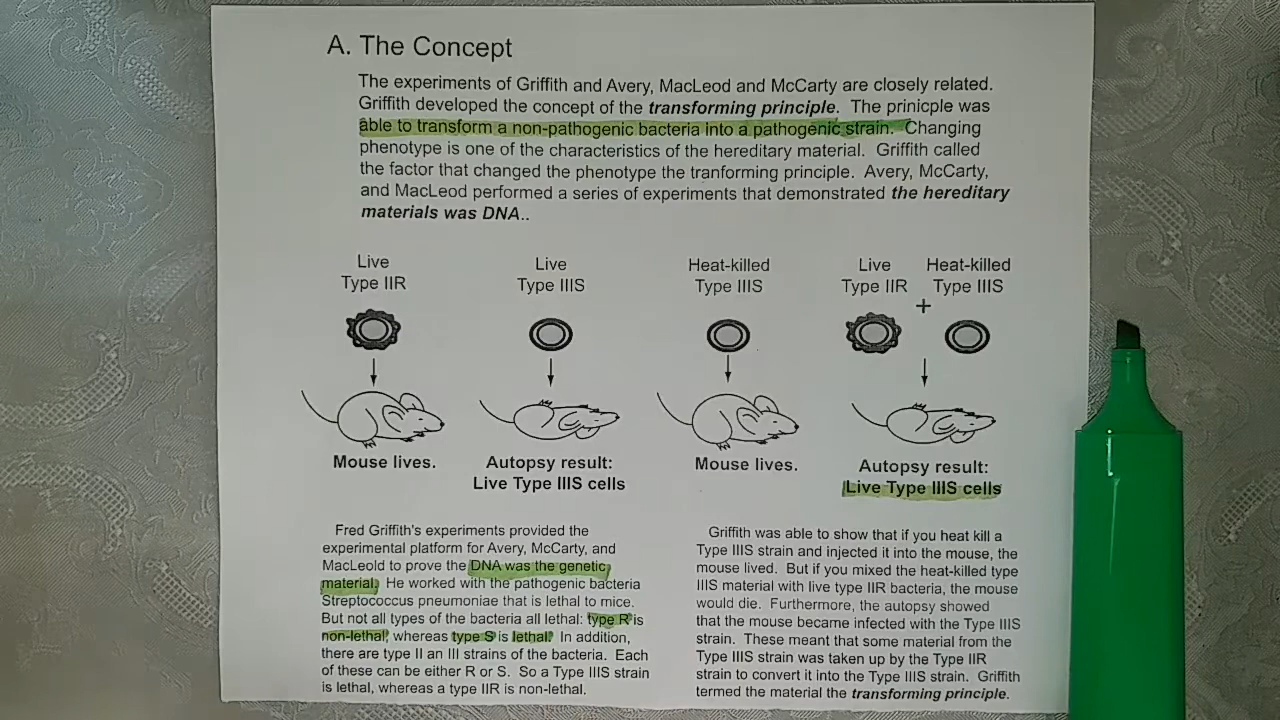 A. The Concept
The experiments of Griffith and Avery, MacLeod and McCarty are closely related.
Griffith developed the concept of the transforming principle. The prinicple was
able to transform a non-pathogenic bacteria into a pathogenic strain. Changing
phenotype is one of the characteristics of the hereditary material. Griffith called
the factor that changed the phenotype the tranforming principle. Avery, McCarty,
and MacLeod performed a series of experiments that demonstrated the hereditary
materials was DNA..
Live
Type IIR
Live
Type IIIS
Heat-killed
Type IIIS
Live
Type IIR
+
Heat-killed
Type IIIS
Mouse lives.
Autopsy result:
Live Type IIIS cells
Mouse lives.
Autopsy result:
Live Type IIIS cells
Fred Griffith's experiments provided the
experimental platform for Avery, McCarty, and
MacLeold to prove the DNA was the genetic
material. He worked with the pathogenic bacteria
Streptococcus pneumoniae that is lethal to mice.
But not all types of the bacteria all lethal: type R is
non-lethal, whereas type S is lethal. In addition,
there are type II an III strains of the bacteria. Each
of these can be either R or S. So a Type IIIS strain
is lethal, whereas a type IIR is non-lethal.
Griffith was able to show that if you heat kill a
Type IIIS strain and injected it into the mouse, the
mouse lived. But if you mixed the heat-killed type
IIIS material with live type IIR bacteria, the mouse
would die. Furthermore, the autopsy showed
that the mouse became infected with the Type IIIS
strain. These meant that some material from the
Type IIIS strain was taken up by the Type IIR
strain to convert it into the Type IIIS strain. Griffith
termed the material the transforming principle.